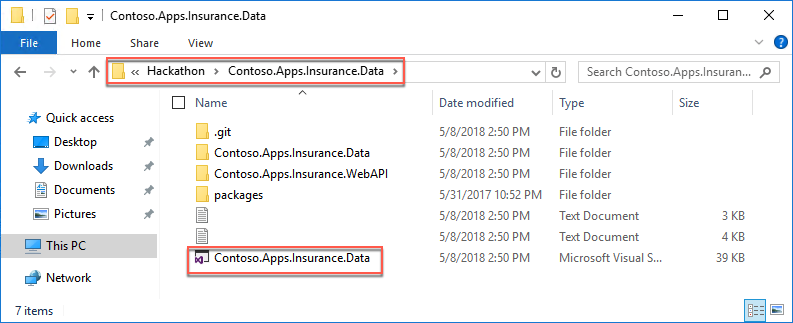 Contoso.Apps.Insurance.Data
File Home Share View
« Hackathon Contoso.Apps.Insurance.Data Search Contoso.Apps.Insuran...
Name Date modified Type Size
Quick access
Desktop
Downloads
Documents
Pictures
This PC
Network
.git 5/8/2018 2:50 PM File folder
Contoso.Apps.Insurance.Data 5/8/2018 2:50 PM File folder
Contoso.Apps.Insurance.WebAPI 5/8/2018 2:50 PM File folder
packages 5/31/2017 10:52 PM File folder
5/8/2018 2:50 PM Text Document 3 KB
5/8/2018 2:50 PM Text Document 4 KB
Contoso.Apps.Insurance.Data 5/8/2018 2:50 PM Microsoft Visual S... 39 KB
7 items